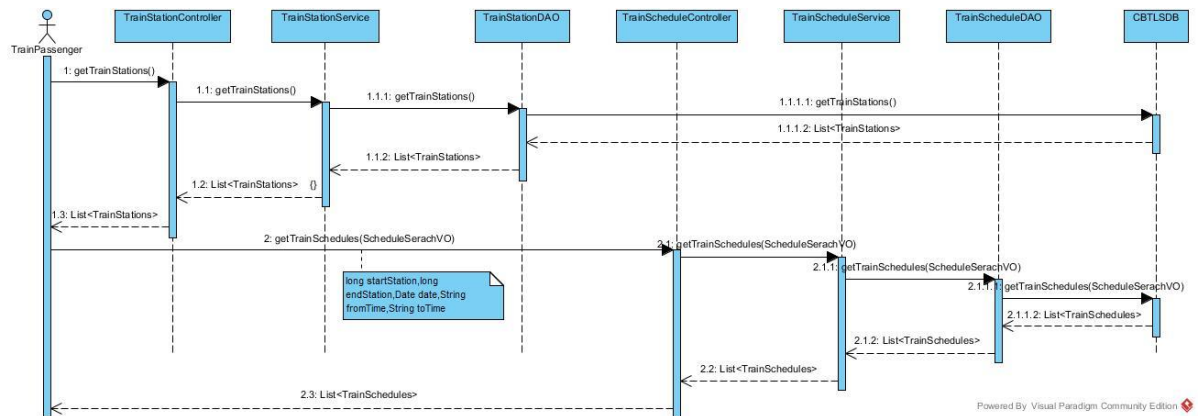 TrainPassenger
TrainStationController
TrainStationService
TrainStationDAO
TrainScheduleController
TrainScheduleService
TrainScheduleDAO
CBTLSDB
1: getTrainStations()
1.1: getTrainStations()
1.1.1: getTrainStations()
1.1.1.1: getTrainStations()
1.1.1.2: List<TrainStations>
1.1.2: List<TrainStations>
1.2: List<TrainStations> {}
1.3: List<TrainStations>
2: getTrainSchedules(ScheduleSerachVO)
long startStation,long
endStation,Date date,String
fromTime,String toTime
2.1: getTrainSchedules(ScheduleSerachVO)
2.1.1: getTrainSchedules(ScheduleSerachVO)
2.1.1.1: getTrainSchedules(ScheduleSerachVO)
2.1.1.2: List<TrainSchedules>
2.1.2: List<TrainSchedules>
2.2: List<TrainSchedules>
2.3: List<TrainSchedules>
Powered By Visual Paradigm Community Edition